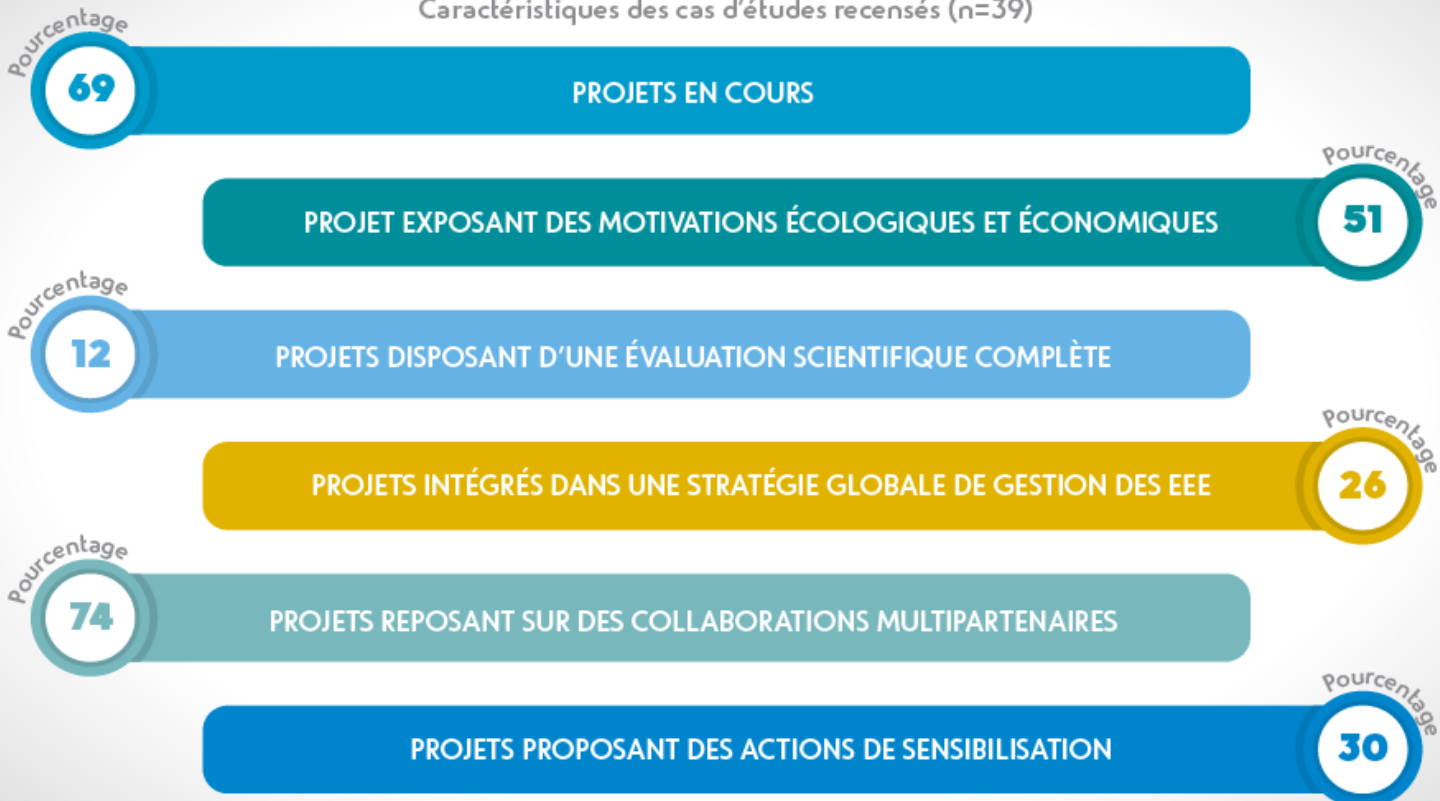 Caractéristiques des cas d'études recensés (n=39)
Pourcentage
69
PROJETS EN COURS
Pourcentage
PROJET EXPOSANT DES MOTIVATIONS ÉCOLOGIQUES ET ÉCONOMIQUES
51
Pourcentage
12
PROJETS DISPOSANT D'UNE ÉVALUATION SCIENTIFIQUE COMPLÈTE
Pourcentage
PROJETS INTÉGRÉS DANS UNE STRATÉGIE GLOBALE DE GESTION DES EEE
26
Pourcentage
74
PROJETS REPOSANT SUR DES COLLABORATIONS MULTIPARTENAIRES
Pourcentage
PROJETS PROPOSANT DES ACTIONS DE SENSIBILISATION
30